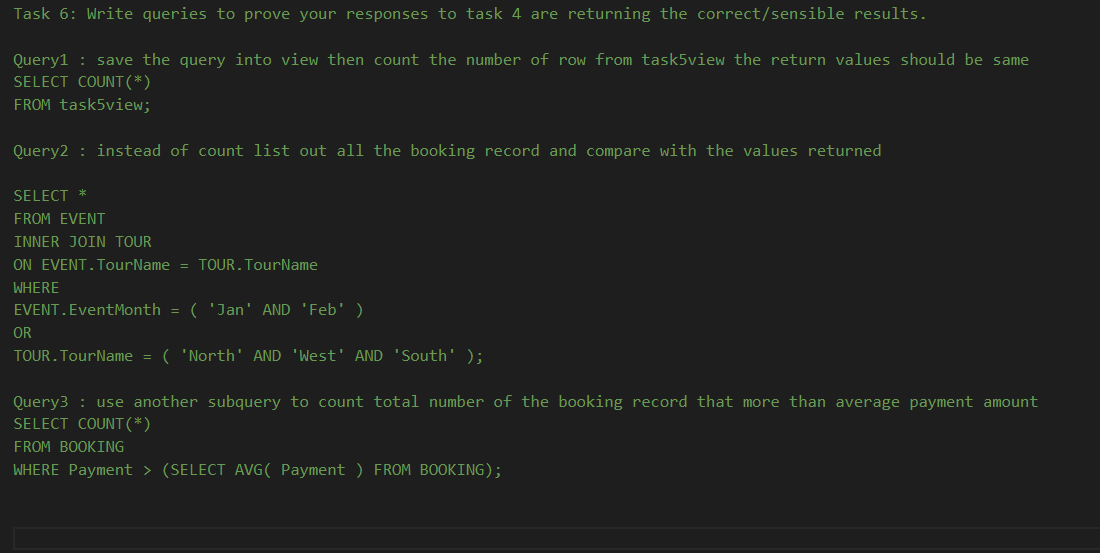 Task 6: Write queries to prove your responses to task 4 are returning the correct/sensible results.
Query1 : save the query into view then count the number of row from task5view the return values should be same
SELECT COUNT(*)
FROM task5view;
Query2 : instead of count list out all the booking record and compare with the values returned
SELECT *
FROM EVENT
INNER JOIN TOUR
ON EVENT.TourName = TOUR.TourName
WHERE
EVENT.EventMonth = ( 'Jan' AND 'Feb' )
OR
TOUR.TourName = ( 'North' AND 'West' AND 'South' );
Query3 : use another subquery to count total number of the booking record that more than average payment amount
SELECT COUNT(*)
FROM BOOKING
WHERE Payment > (SELECT AVG( Payment ) FROM BOOKING);